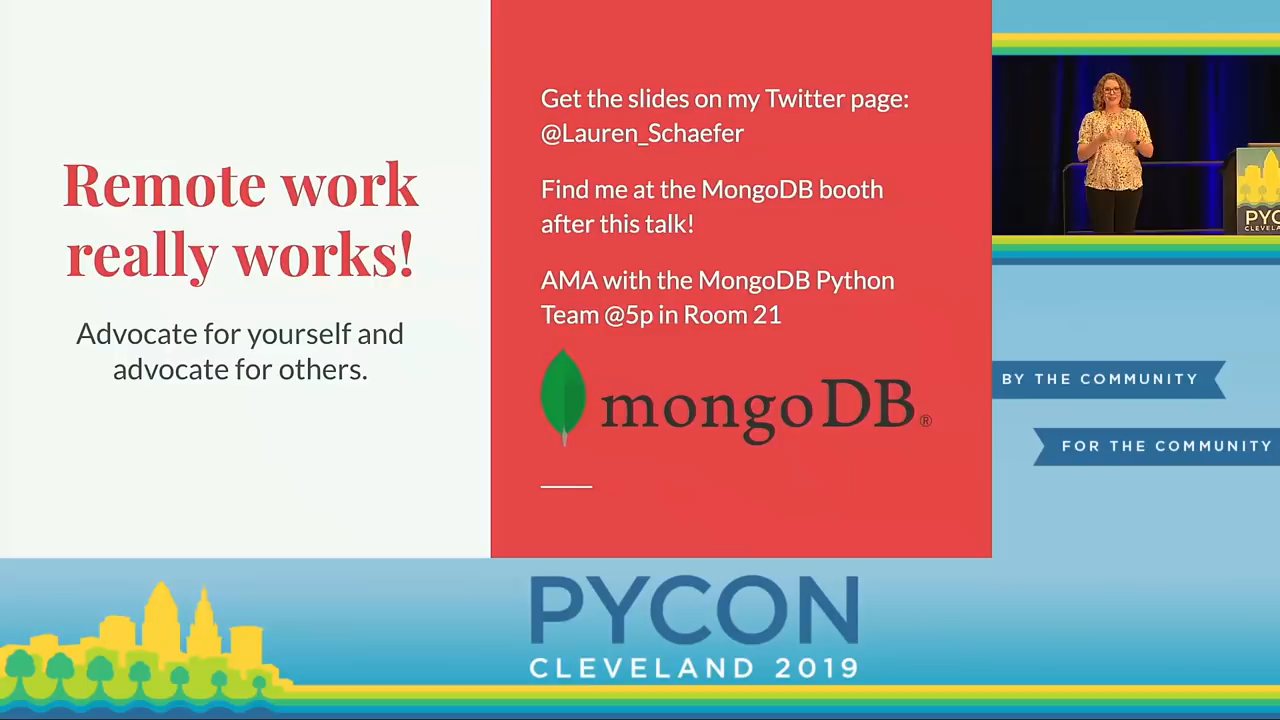 Remote work
really works!
Advocate for yourself and
advocate for others.
Get the slides on my Twitter page:
@Lauren_Schaefer
Find me at the MongoDB booth
after this talk!
AMA with the MongoDB Python
Team @5p in Room 21
mongoDB®
BY THE COMMUNITY
FOR THE COMMUNITY
PYCON
CLEVELAND 2019